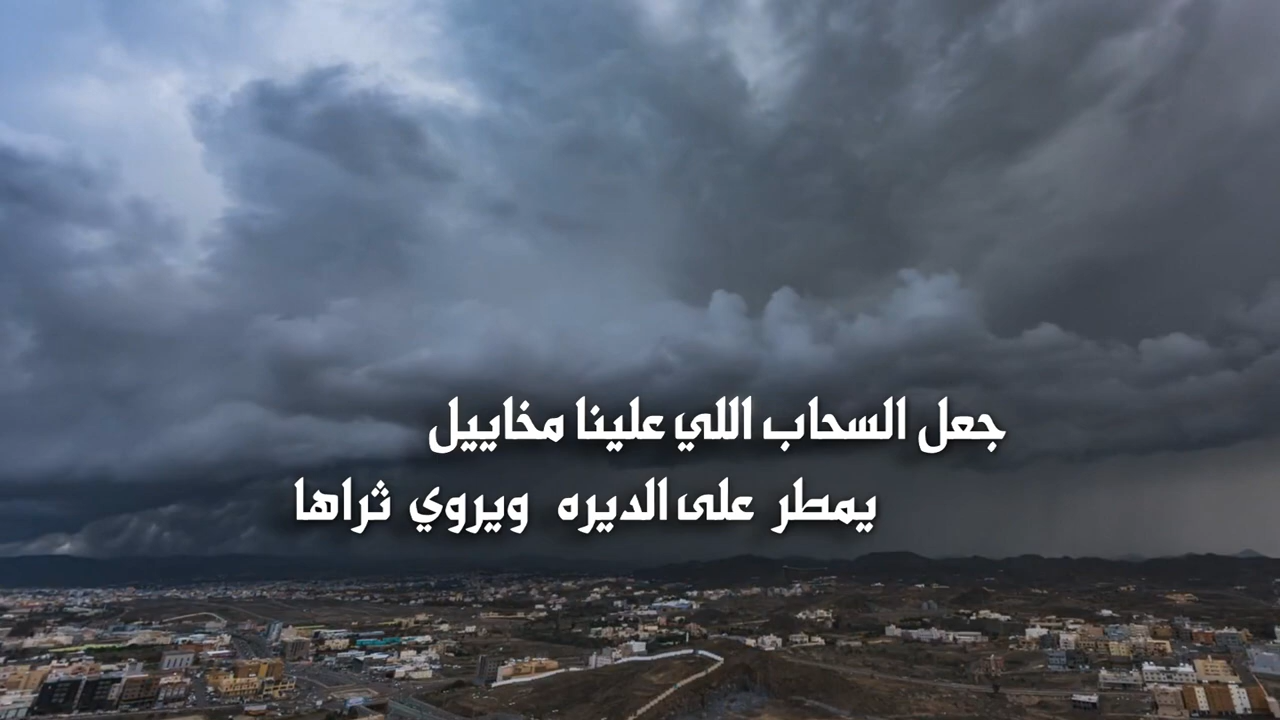 جعل السحاب اللي علينا مخاييل
يمطر على الديره ويروي ثراها